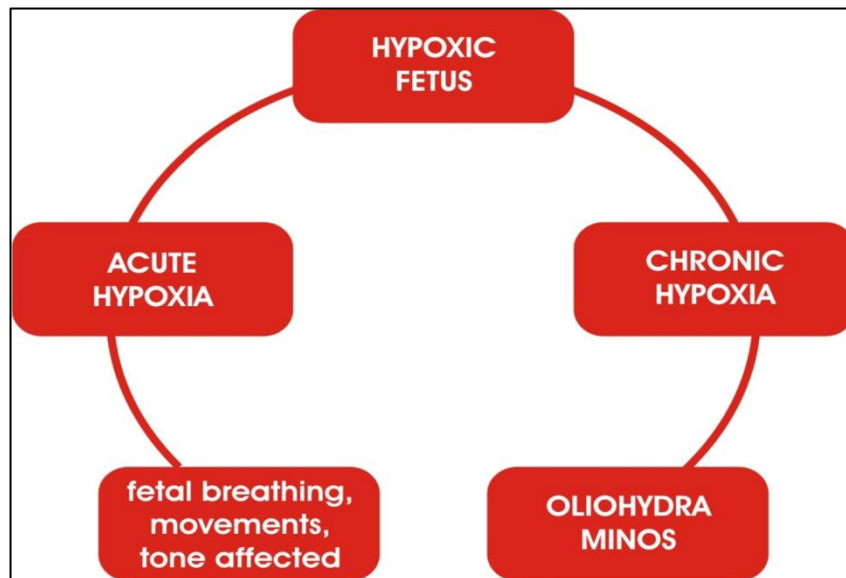 HYPOXIC
FETUS
ACUTE
HYPOXIA
CHRONIC
HYPOXIA
fetal breathing,
movements,
tone affected
OLIOHYDRA
MINOS